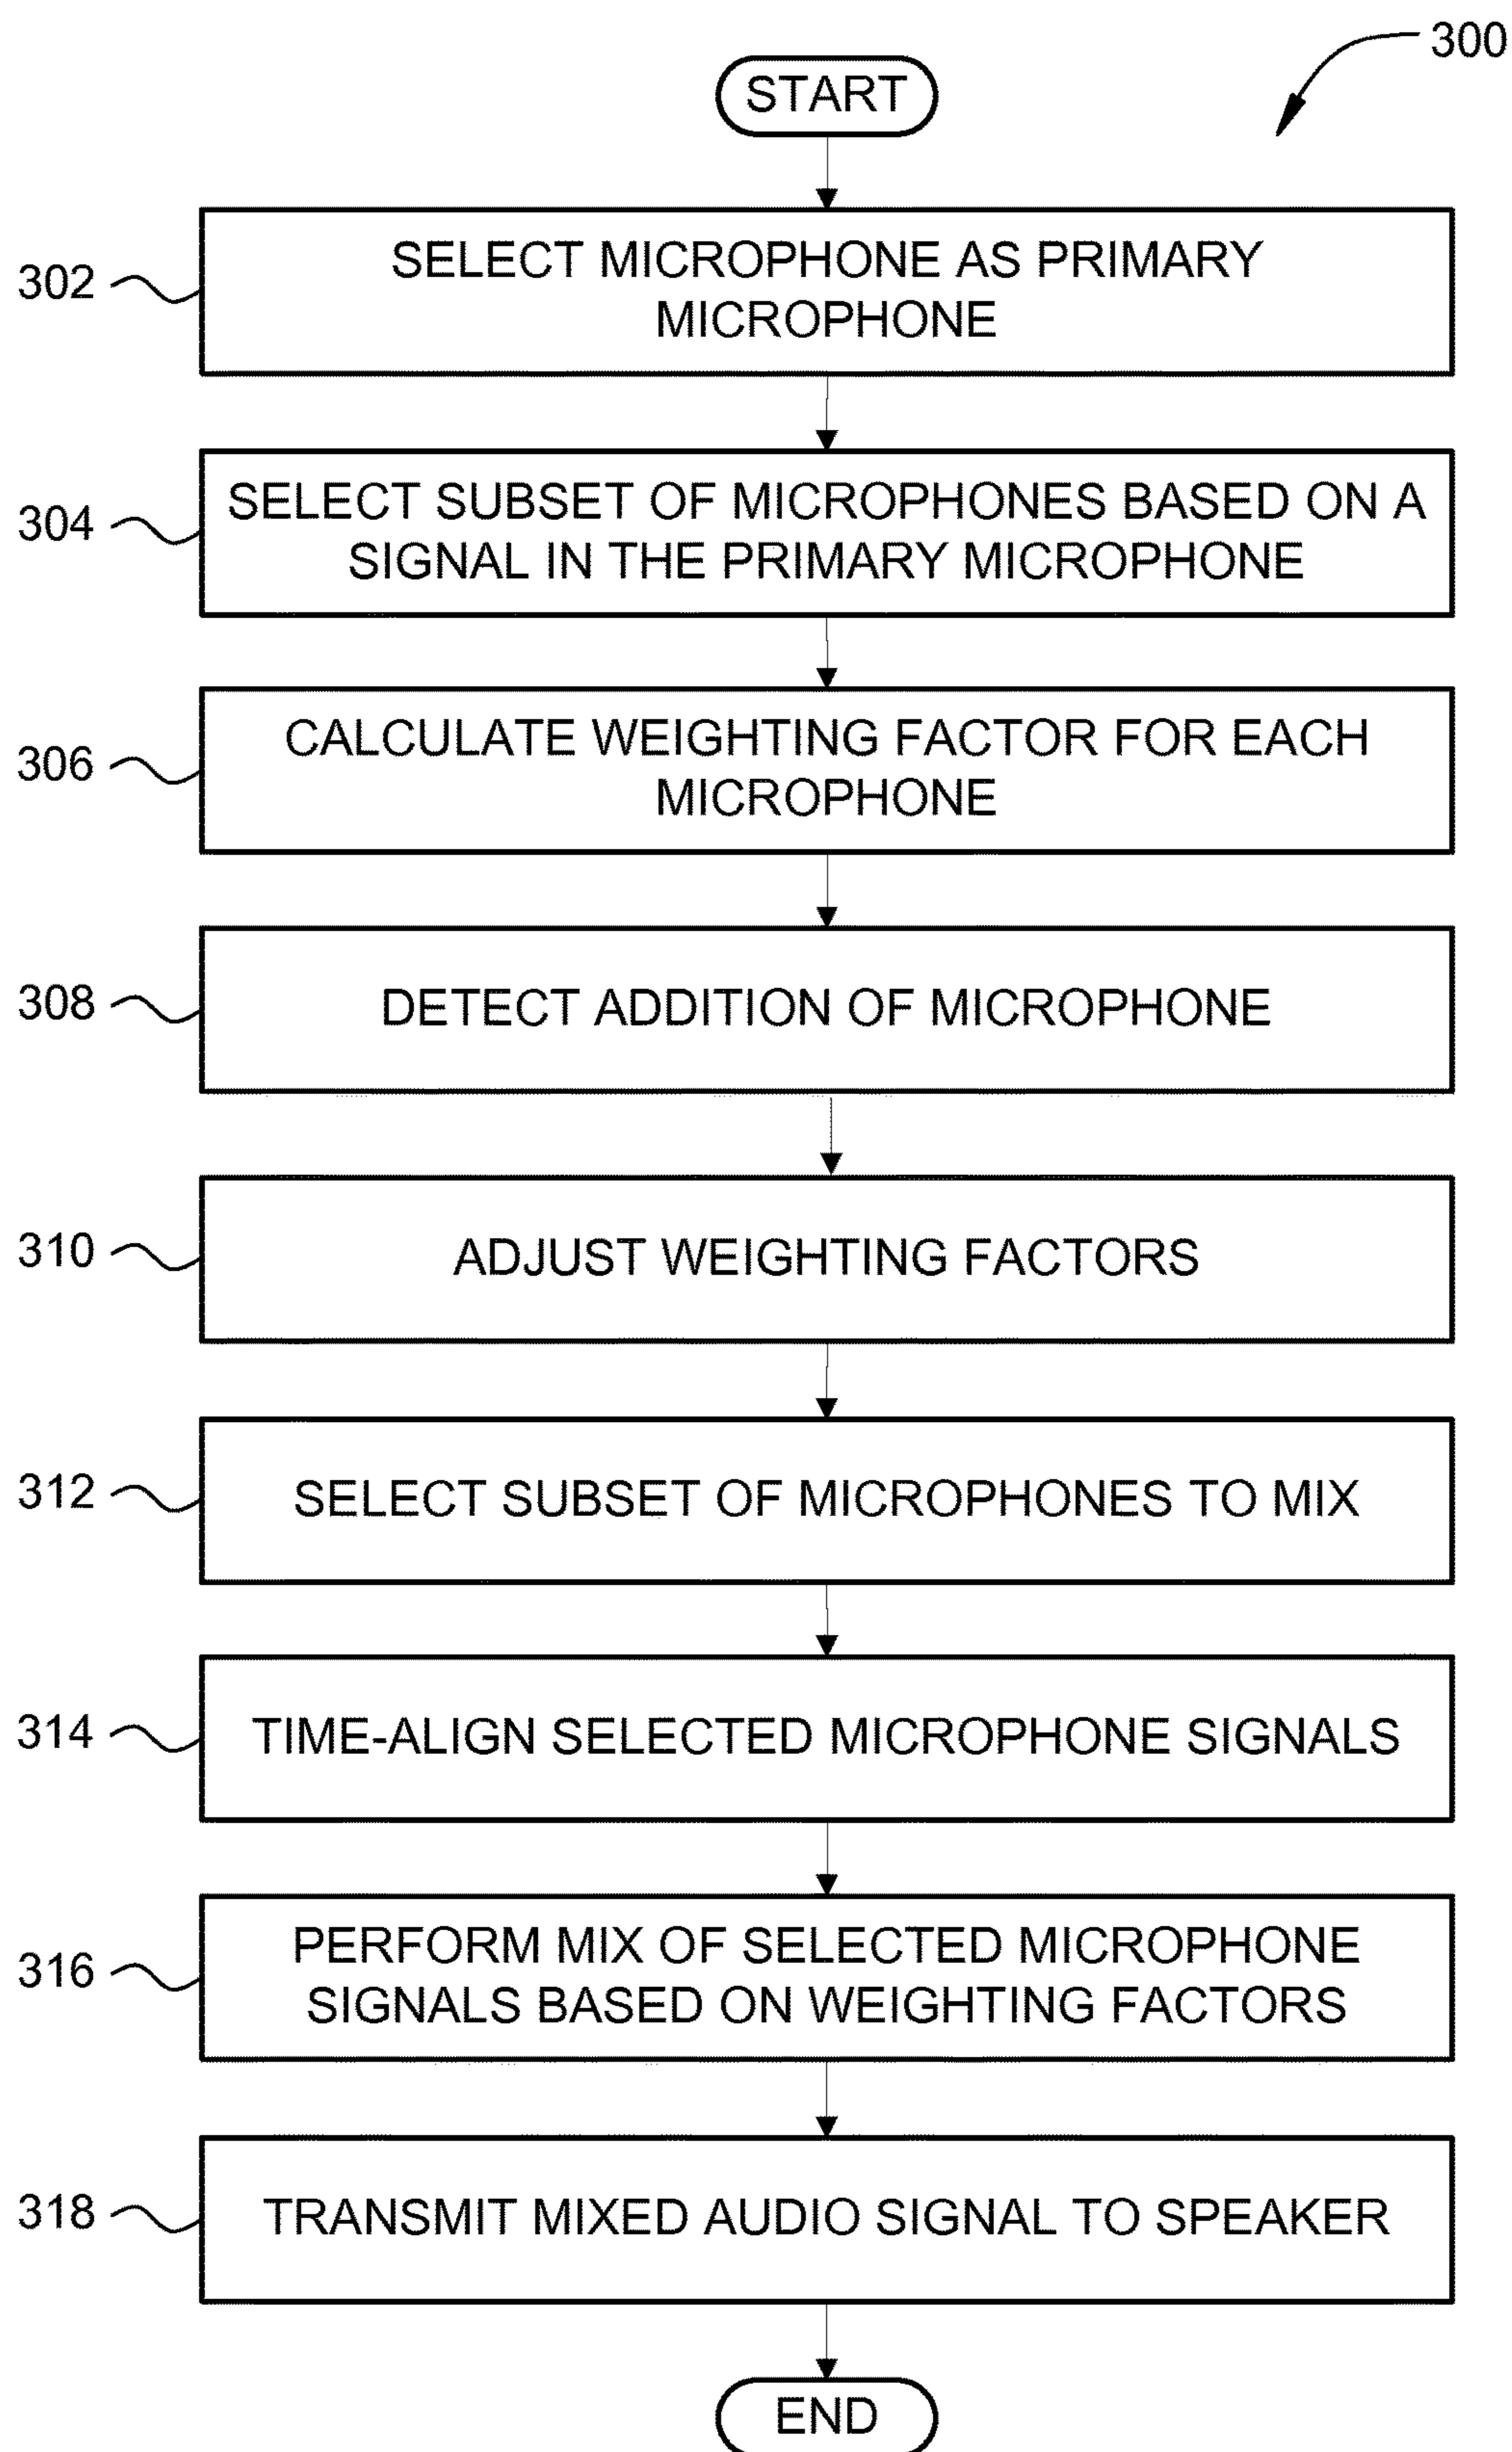 300
START
302
SELECT MICROPHONE AS PRIMARY
MICROPHONE
304
SELECT SUBSET OF MICROPHONES BASED ON A
SIGNAL IN THE PRIMARY MICROPHONE
306
CALCULATE WEIGHTING FACTOR FOR EACH
MICROPHONE
308
DETECT ADDITION OF MICROPHONE
310
ADJUST WEIGHTING FACTORS
312
SELECT SUBSET OF MICROPHONES TO MIX
314
TIME-ALIGN SELECTED MICROPHONE SIGNALS
316
PERFORM MIX OF SELECTED MICROPHONE
SIGNALS BASED ON WEIGHTING FACTORS
318
TRANSMIT MIXED AUDIO SIGNAL TO SPEAKER
END